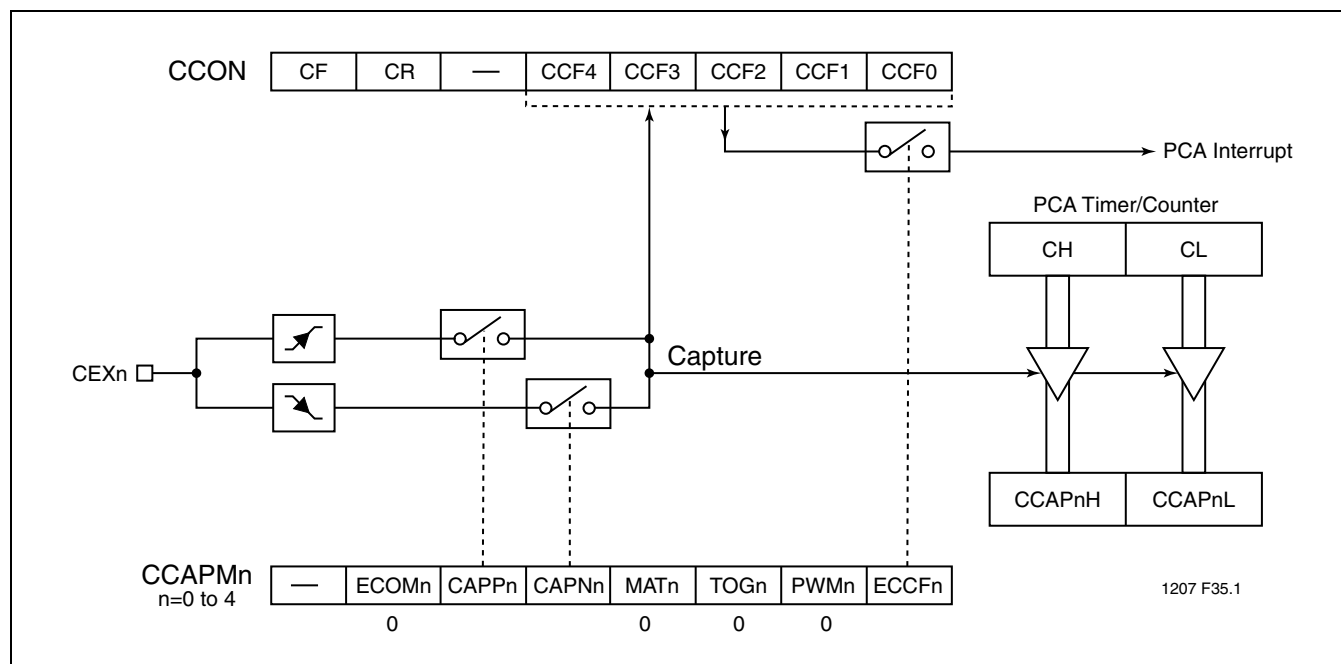 CCON CF CR — CCF4 CCF3 CCF2 CCF1 CCF0
PCA Interrupt
PCA Timer/Counter
CH CL
CEXn
Capture
CCAPnH CCAPnL
CCAPMn — ECOMn CAPPn CAPNn MATn TOGn PWMn ECCFn
n=0 to 4
0 0 0 0
1207 F35.1